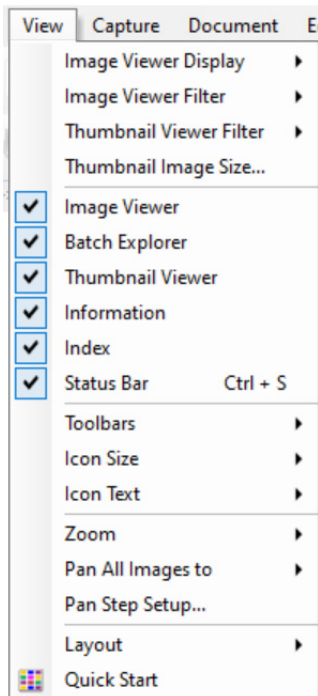 View Capture Document
Image Viewer Display
Image Viewer Filter
Thumbnail Viewer Filter
Thumbnail Image Size...
Image Viewer
Batch Explorer
Thumbnail Viewer
Information
Index
Status Bar Ctrl + S
Toolbars
Icon Size
Icon Text
Zoom
Pan All Images to
Pan Step Setup...
Layout
Quick Start